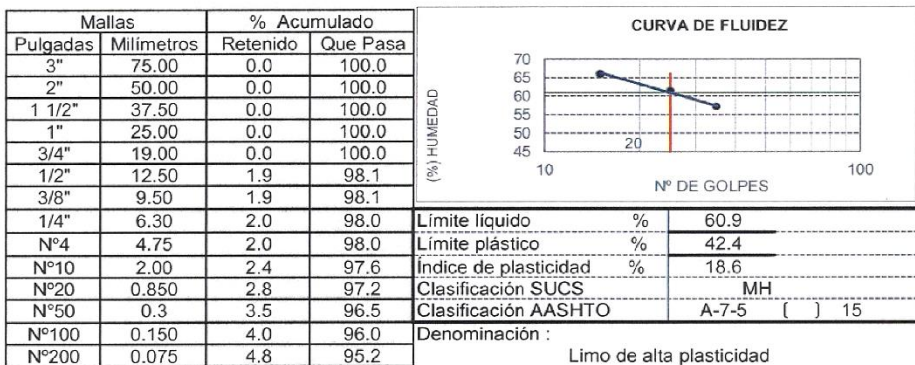 Mallas % Acumulado
Pulgadas Milímetros Retenido Que Pasa
3" 75.00 0.0 100.0
2" 50.00 0.0 100.0
1 1/2" 37.50 0.0 100.0
1" 25.00 0.0 100.0
3/4" 19.00 0.0 100.0
1/2" 12.50 1.9 98.1
3/8" 9.50 1.9 98.1
1/4" 6.30 2.0 98.0
Nº4 4.75 2.0 98.0
Nº10 2.00 2.4 97.6
Nº20 0.850 2.8 97.2
Nº50 0.3 3.5 96.5
Nº100 0.150 4.0 96.0
Nº200 0.075 4.8 95.2
CURVA DE FLUIDEZ
(%) HUMEDAD
70
65
60
55
50
45
20
10 100
Nº DE GOLPES
Límite líquido % 60.9
Límite plástico % 42.4
Índice de plasticidad % 18.6
Clasificación SUCS MH
Clasificación AASHTO A-7-5 [ ] 15
Denominación :
Limo de alta plasticidad